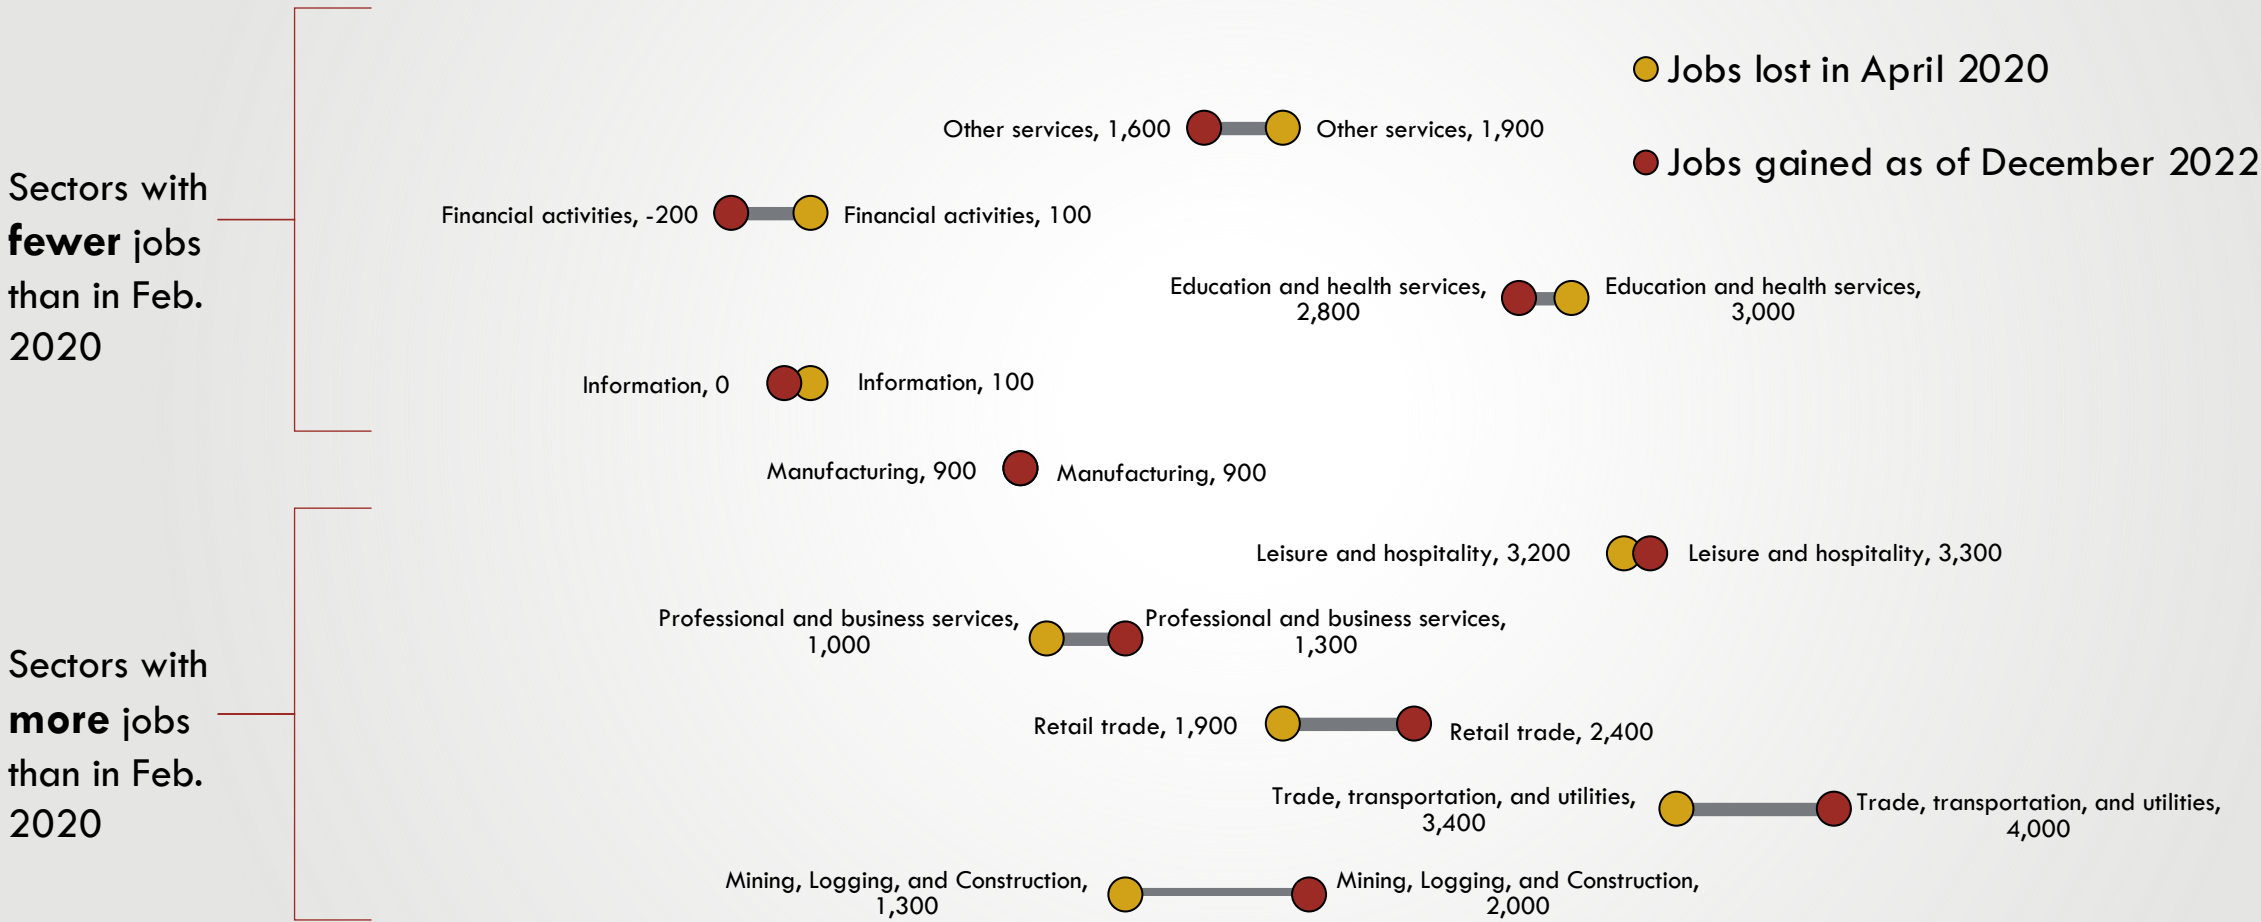 Jobs lost in April 2020
Jobs gained as of December 2022
Sectors with
fewer jobs
than in Feb.
2020
Other services, 1,600
Other services, 1,900
Financial activities, -200
Financial activities, 100
Education and health services,
2,800
Education and health services,
3,000
Information, 0
Information, 100
Manufacturing, 900
Manufacturing, 900
Sectors with
more jobs
than in Feb.
2020
Leisure and hospitality, 3,200
Leisure and hospitality, 3,300
Professional and business services,
1,000
Professional and business services,
1,300
Retail trade, 1,900
Retail trade, 2,400
Trade, transportation, and utilities,
3,400
Trade, transportation, and utilities,
4,000
Mining, Logging, and Construction,
1,300
Mining, Logging, and Construction,
2,000